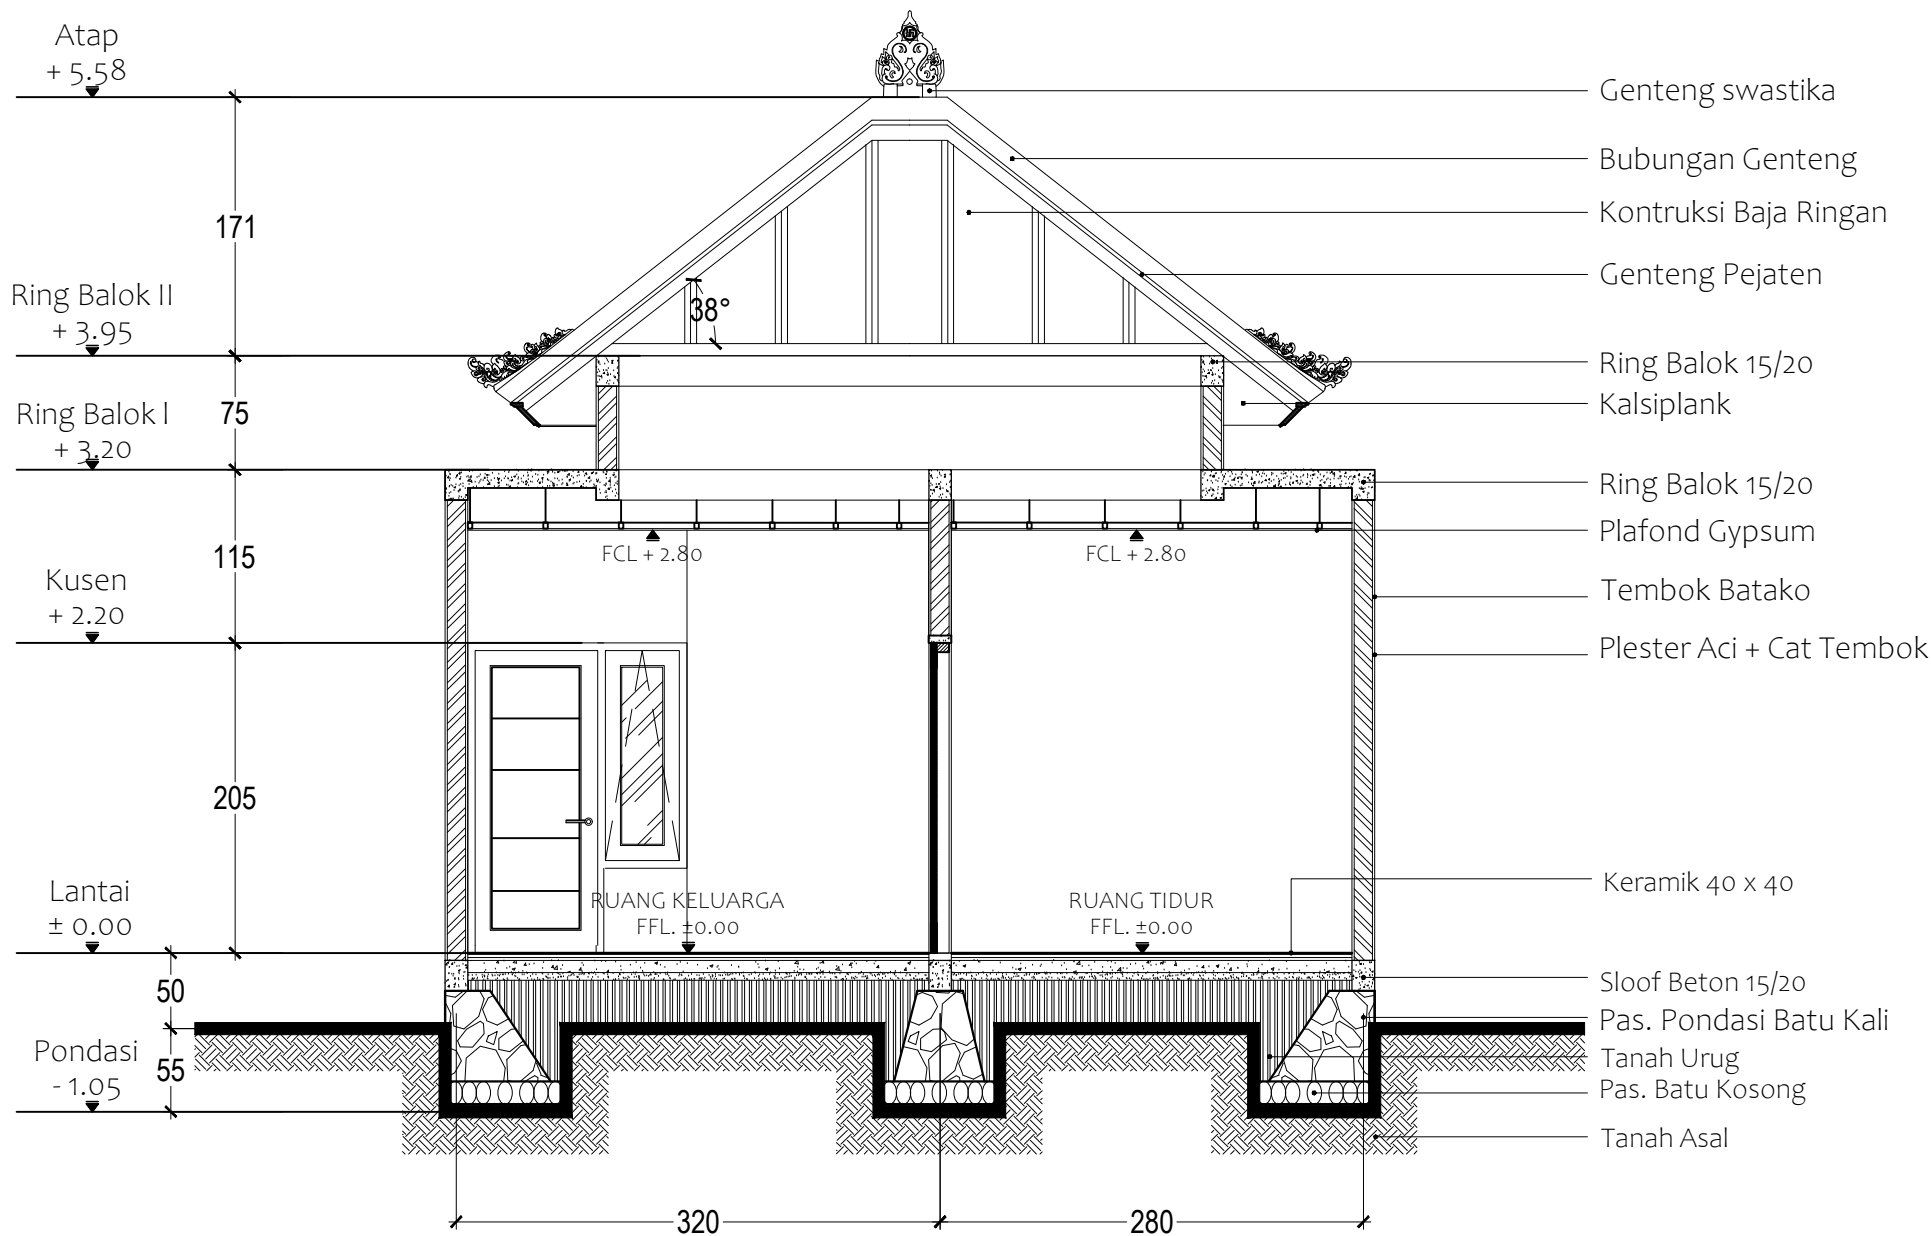 Atap
+ 5.58
Ring Balok II
+ 3.95
Ring Balok I
+ 3.20
Kusen
+ 2.20
Lantai
± 0.00
Pondasi
- 1.05
171
75
115
205
50
55
38°
FCL + 2.80
FCL + 2.80
RUANG KELUARGA
FFL. ±0.00
RUANG TIDUR
FFL. ±0.00
320
280
Genteng swastika
Bubungan Genteng
Kontruksi Baja Ringan
Genteng Pejaten
Ring Balok 15/20
Kalsiplank
Ring Balok 15/20
Plafond Gypsum
Tembok Batako
Plester Aci + Cat Tembok
Keramik 40 x 40
Sloof Beton 15/20
Pas. Pondasi Batu Kali
Tanah Urug
Pas. Batu Kosong
Tanah Asal